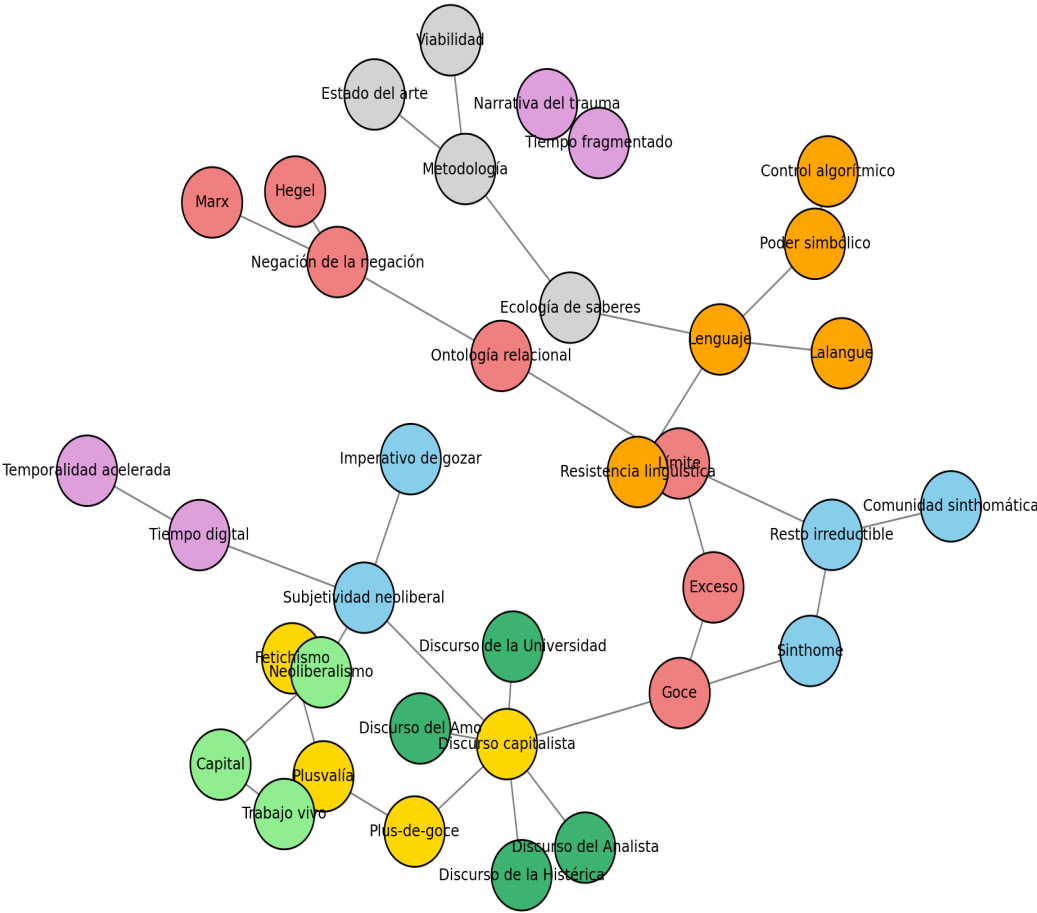 Viabilidad
Estado del arte
Narrativa del trauma
Tiempo fragmentado
Metodología
Control algorítmico
Hegel
Marx
Poder simbólico
Negación de la negación
Ecología de saberes
Lenguaje
Lalangue
Ontología relacional
Imperativo de gozar
Límite
Resistencia lingüística
Temporalidad acelerada
Comunidad sinthomática
Tiempo digital
Resto irreductible
Exceso
Subjetividad neoliberal
Discurso de la Universidad
Sinthome
Fetichismo
Neoliberalismo
Goce
Discurso del Amo
Discurso capitalista
Capital
Plusvalía
Trabajo vivo
Plus-de-goce
Discurso del Analista
Discurso de la Histérica